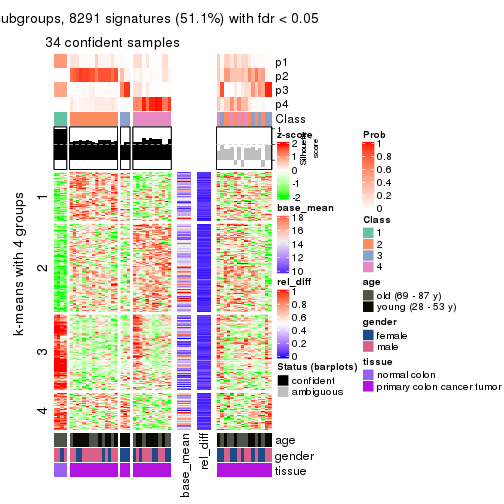 ubgroups, 8291 signatures (51.1%) with fdr < 0.05
34 confident samples
p1
p2
p3
p4
Class
1
Silhouette
score
z-score
2
1
0
-1
-2
base_mean
18
16
14
12
10
rel_diff
1
0.8
0.6
0.4
0.2
0
Status (barplots)
confident
ambiguous
Prob
1
0.8
0.6
0.4
0.2
0
Class
1
2
3
4
age
old (69 - 87 y)
young (28 - 53 y)
gender
female
male
tissue
normal colon
primary colon cancer tumor
k-means with 4 groups
1
2
3
4
age
gender
tissue
base_mean
rel_diff